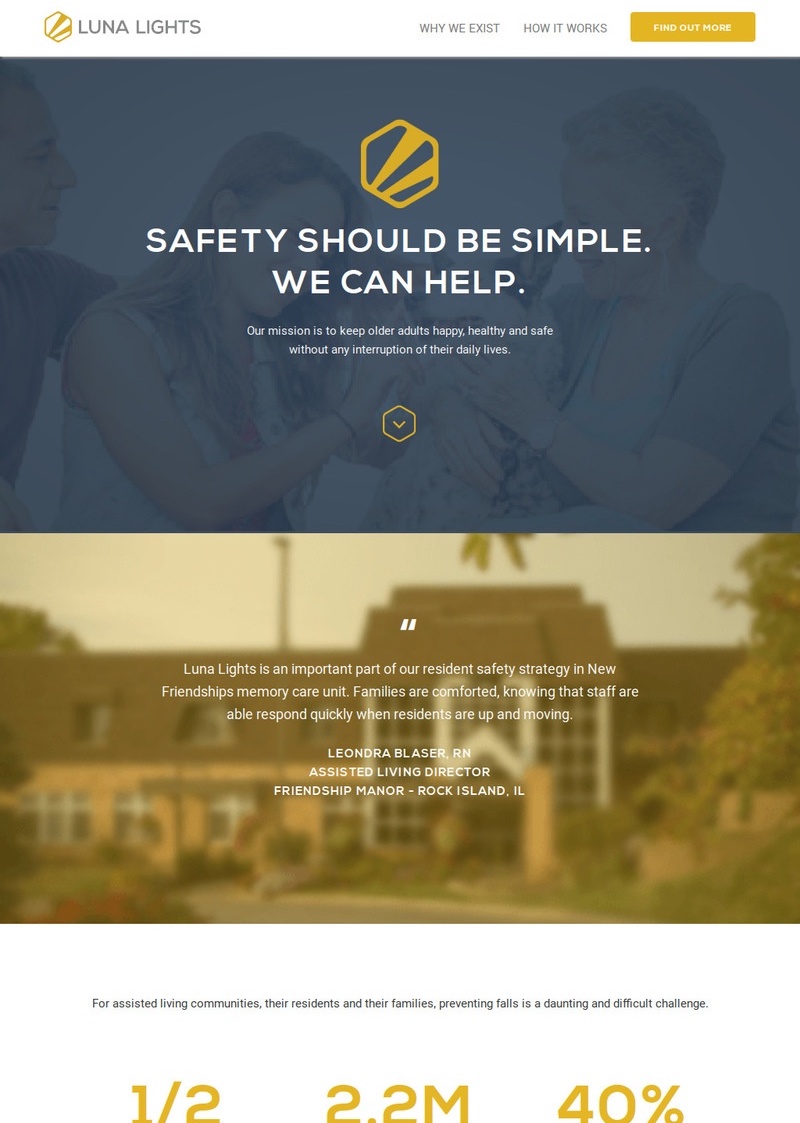 LUNA LIGHTS
WHY WE EXIST
HOW IT WORKS
FIND OUT MORE
SAFETY SHOULD BE SIMPLE.
WE CAN HELP.
Our mission is to keep older adults happy, healthy and safe
without any interruption of their daily lives.
"
Luna Lights is an important part of our resident safety strategy in New
Friendships memory care unit. Families are comforted, knowing that staff are
able respond quickly when residents are up and moving.
LEONDRA BLASER, RN
ASSISTED LIVING DIRECTOR
FRIENDSHIP MANOR - ROCK ISLAND, IL
For assisted living communities, their residents and their families, preventing falls is a daunting and difficult challenge.
1/2 2.2M 40%